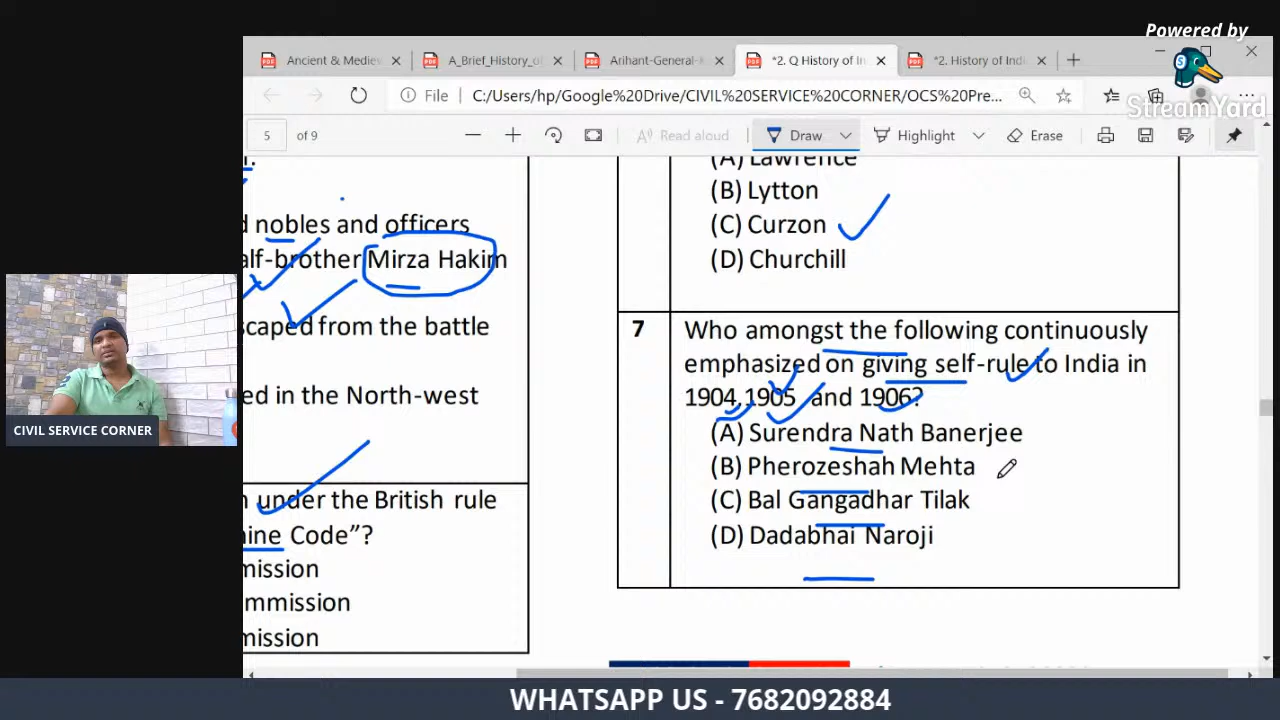 Powered by
StreamYard
Ancient & Mediev
A_Brief_History_of
Arihant-General-K
*2. Q History of In
*2. History of Indi
File C:/Users/hp/Google%20Drive/CIVIL%20SERVICE%20CORNER/OCS%20Pre...
5 of 9
Read aloud
Draw
Highlight
Erase
d nobles and officers
alf-brother Mirza Hakim
scaped from the battle
ed in the North-west
n under the British rule
nine Code”?
mission
mmission
mission
(A) Lawrence
(B) Lytton
(C) Curzon
(D) Churchill
7
Who amongst the following continuously
emphasized on giving self-rule to India in
1904,1905 and 1906?
(A) Surendra Nath Banerjee
(B) Pherozeshah Mehta
(C) Bal Gangadhar Tilak
(D) Dadabhai Naroji
CIVIL SERVICE CORNER
WHATSAPP US - 7682092884